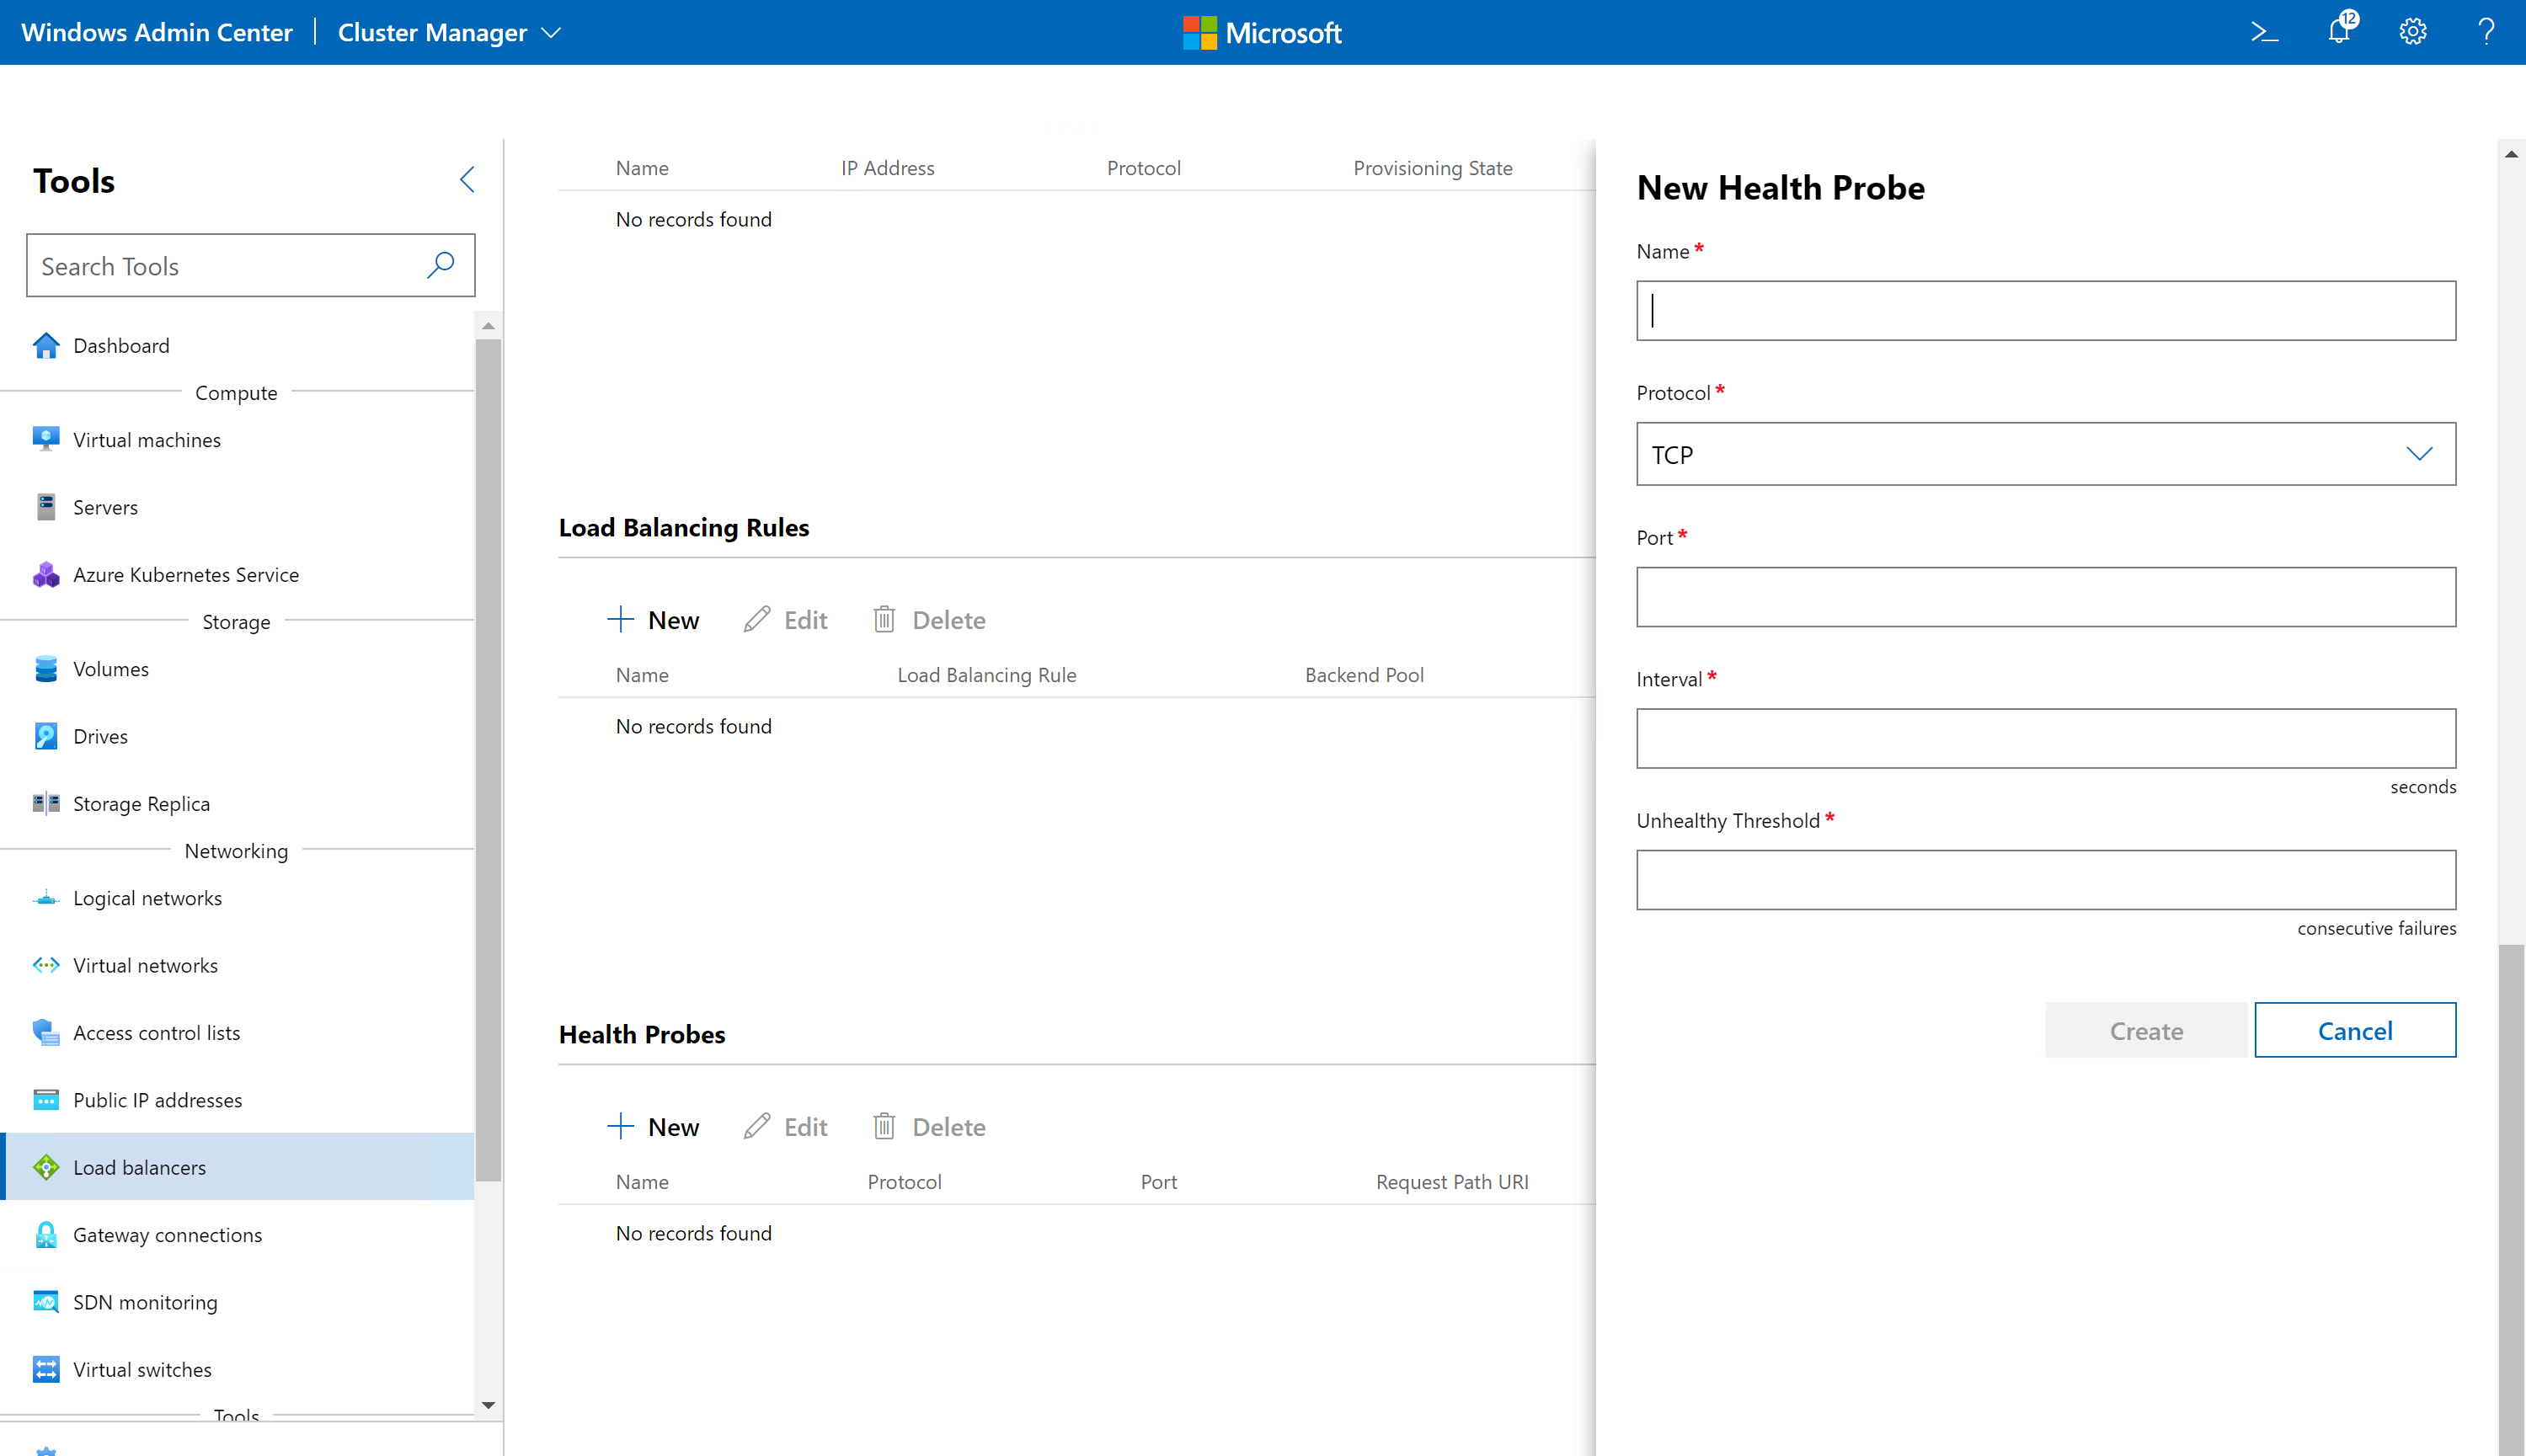 Windows Admin Center | Cluster Manager
Microsoft
12
Tools
Search Tools
Dashboard
Compute
Virtual machines
Servers
Azure Kubernetes Service
Storage
Volumes
Drives
Storage Replica
Networking
Logical networks
Virtual networks
Access control lists
Public IP addresses
Load balancers
Gateway connections
SDN monitoring
Virtual switches
Tools
Name IP Address Protocol Provisioning State
No records found
Load Balancing Rules
New Edit Delete
Name Load Balancing Rule Backend Pool
No records found
Health Probes
New Edit Delete
Name Protocol Port Request Path URI
No records found
New Health Probe
Name *
Protocol *
TCP
Port *
Interval *
seconds
Unhealthy Threshold *
consecutive failures
Create Cancel